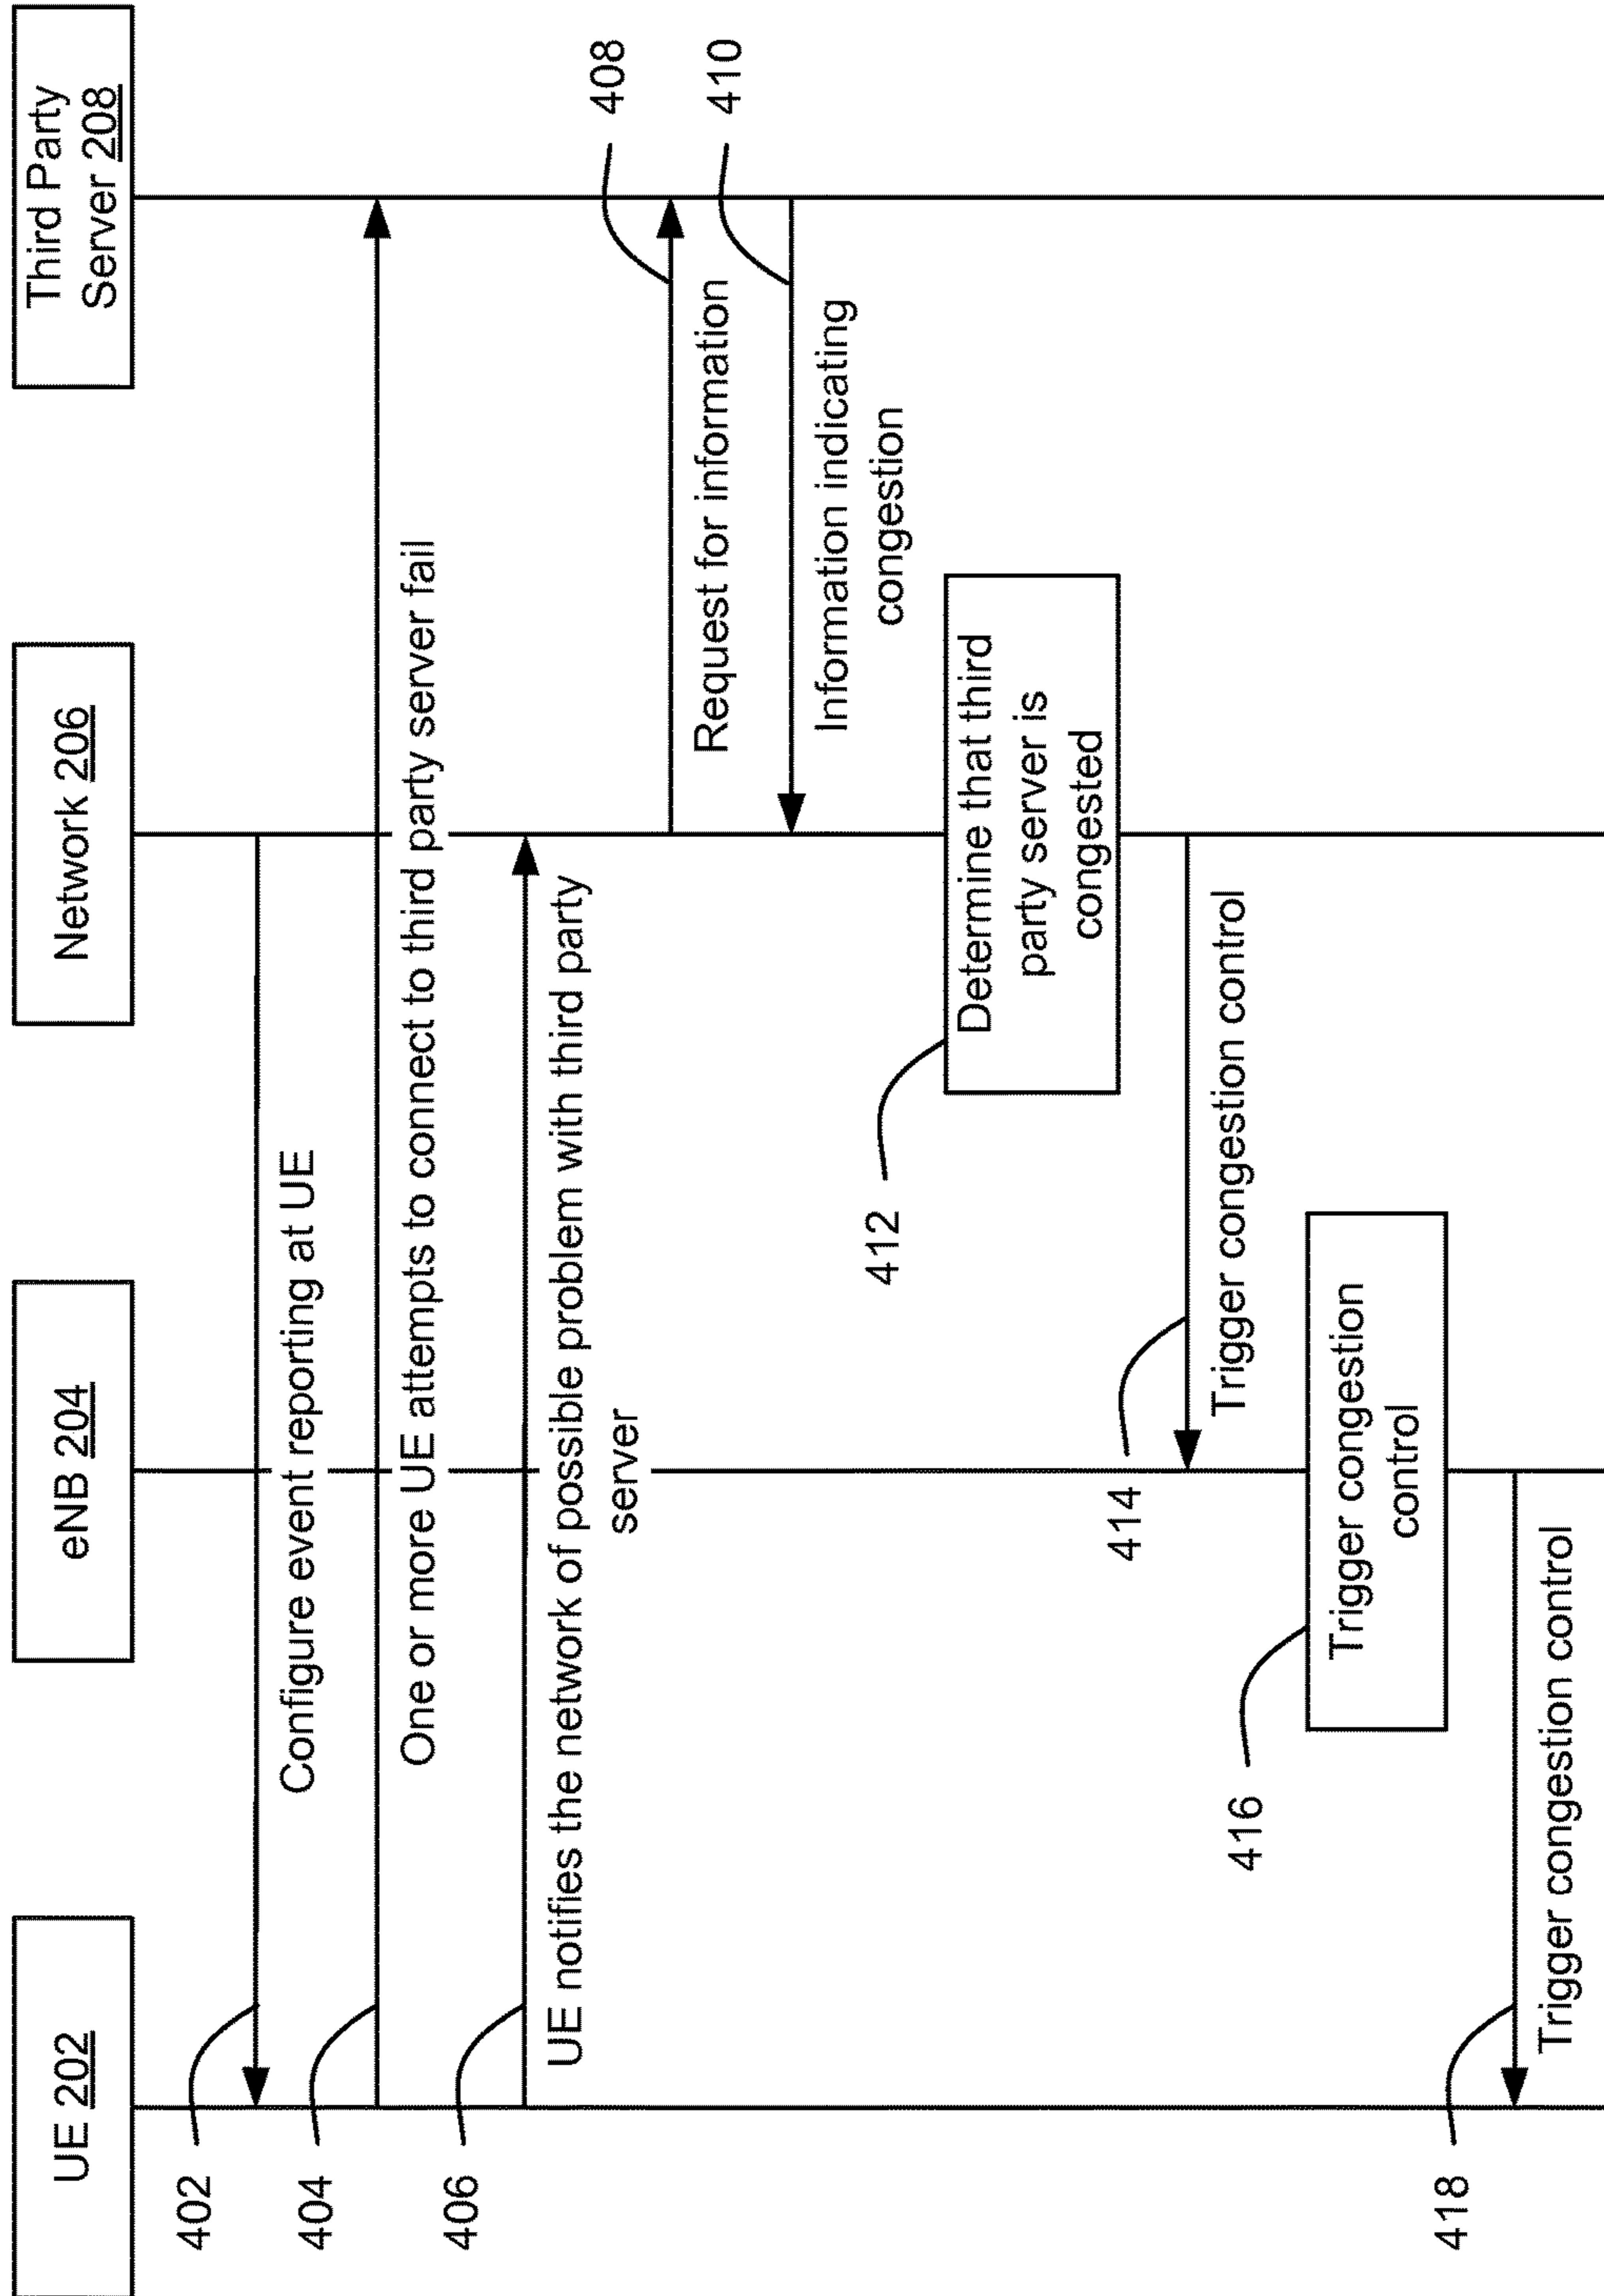 UE 202
eNB 204
Network 206
Third Party
Server 208
402
Configure event reporting at UE
404
One or more UE attempts to connect to third party server fail
406
UE notifies the network of possible problem with third party
server
408
Request for information
410
Information indicating
congestion
412
Determine that third
party server is
congested
414
Trigger congestion control
416
Trigger congestion
control
418
Trigger congestion control